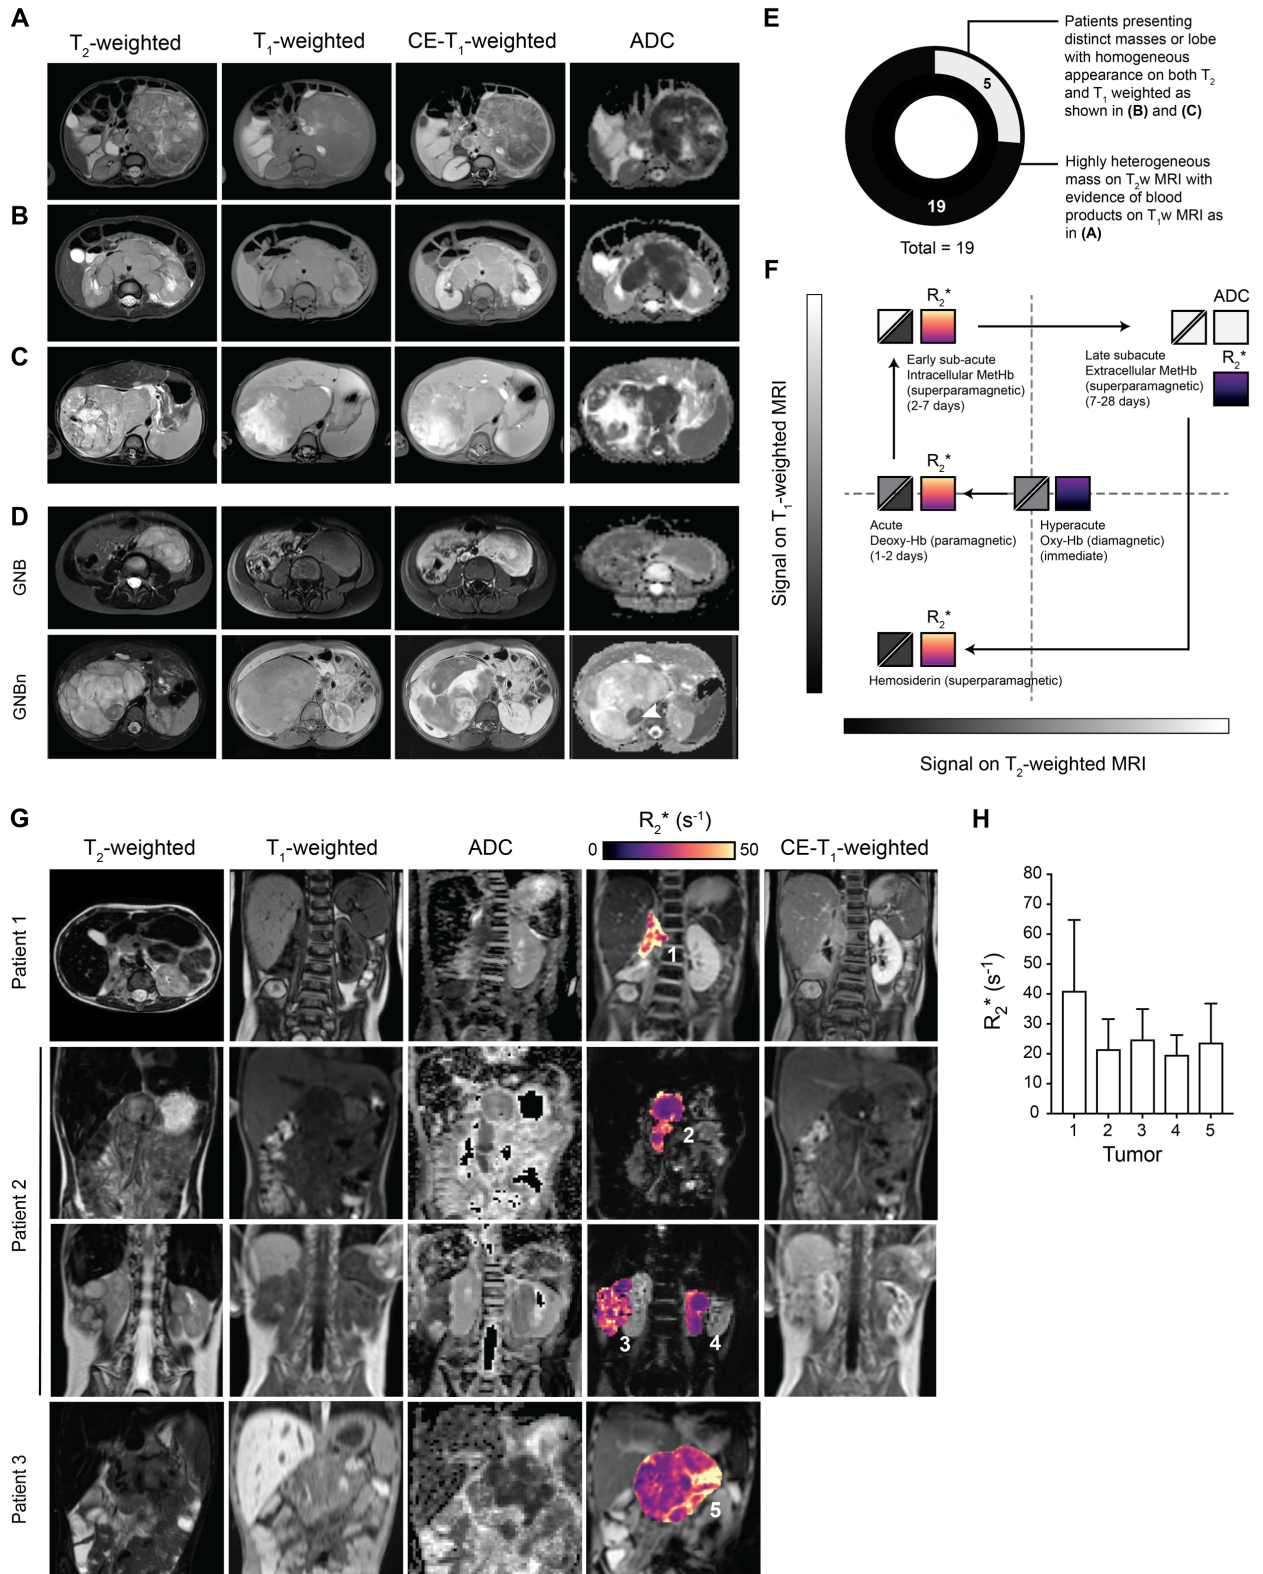 A
T2-weighted
T1-weighted
CE-T1-weighted
ADC
B
C
D
GNB
GNBn
E
5
19
Total = 19
Patients presenting
distinct masses or lobe
with homogeneous
appearance on both T2
and T1 weighted as
shown in (B) and (C)
Highly heterogeneous
mass on T2w MRI with
evidence of blood
products on T1w MRI as
in (A)
F
Signal on T1-weighted MRI
R2*
Early sub-acute
Intracellular MetHb
(superparamagnetic)
(2-7 days)
ADC
Late subacute
Extracellular MetHb
(superparamagnetic)
(7-28 days)
R2*
R2*
Acute
Deoxy-Hb (paramagnetic)
(1-2 days)
Hyperacute
Oxy-Hb (diamagnetic)
(immediate)
R2*
Hemosiderin (superparamagnetic)
Signal on T2-weighted MRI
G
T2-weighted
T1-weighted
ADC
R2* (s-1)
0
50
CE-T1-weighted
Patient 1
1
Patient 2
2
3
4
Patient 3
5
H
R2* (s-1)
80
70
60
50
40
30
20
10
0
1 2 3 4 5
Tumor